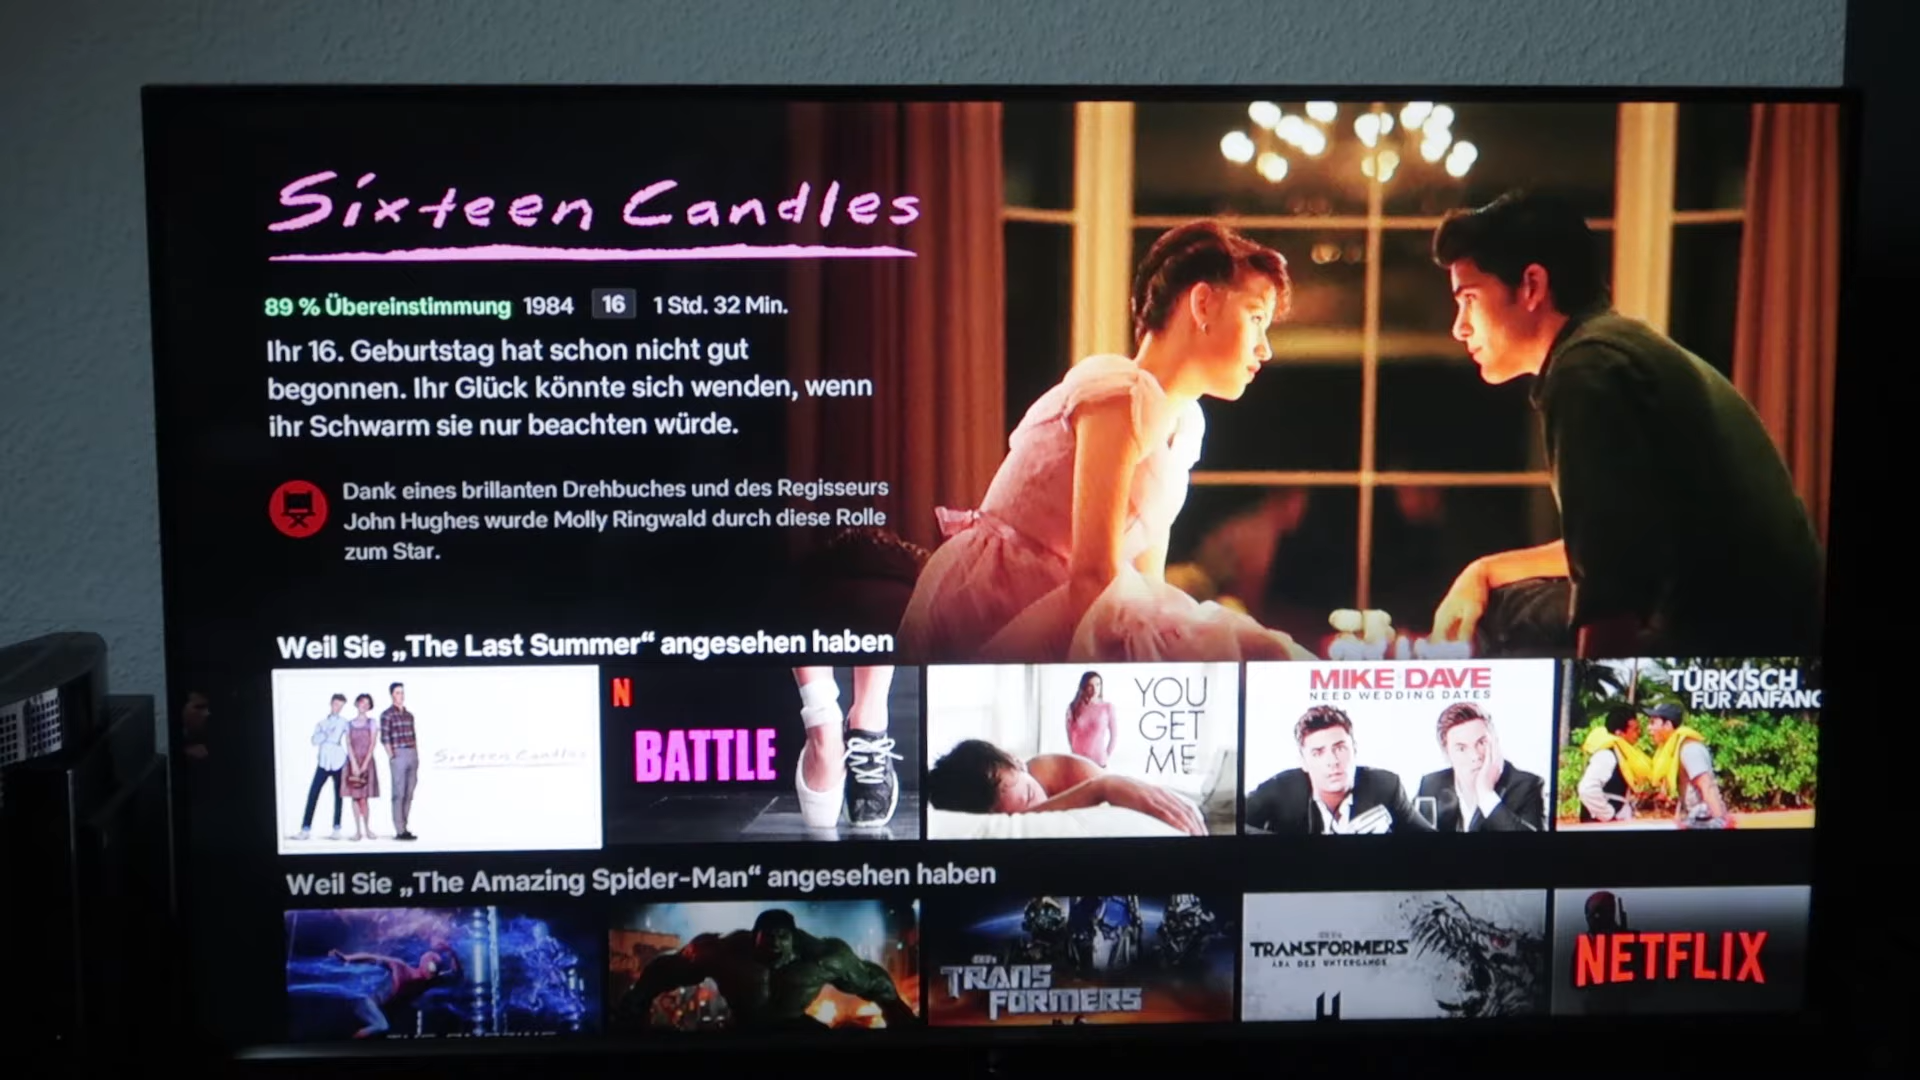 Sixteen Candles
89 % Übereinstimmung 1984 16 1 Std. 32 Min.
Ihr 16. Geburtstag hat schon nicht gut
begonnen. Ihr Glück könnte sich wenden, wenn
ihr Schwarm sie nur beachten würde.
Dank eines brillanten Drehbuches und des Regisseurs
John Hughes wurde Molly Ringwald durch diese Rolle
zum Star.
Weil Sie „The Last Summer“ angesehen haben
Sixteen Candles
N
BATTLE
YOU
GET
ME
MIKE DAVE
NEED WEDDING DATES
TÜRKISCH
FÜR ANFÄNG
Weil Sie „The Amazing Spider-Man“ angesehen haben
TRANS
FORMERS
TRANSFORMERS
ÄRA DES UNTERGANGS
NETFLIX